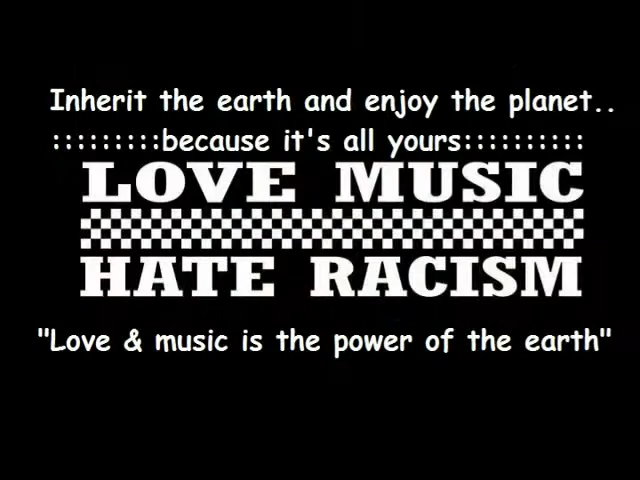 Inherit the earth and enjoy the planet..
:::::::::because it's all yours::::::::::
LOVE MUSIC
HATE RACISM
"Love & music is the power of the earth"